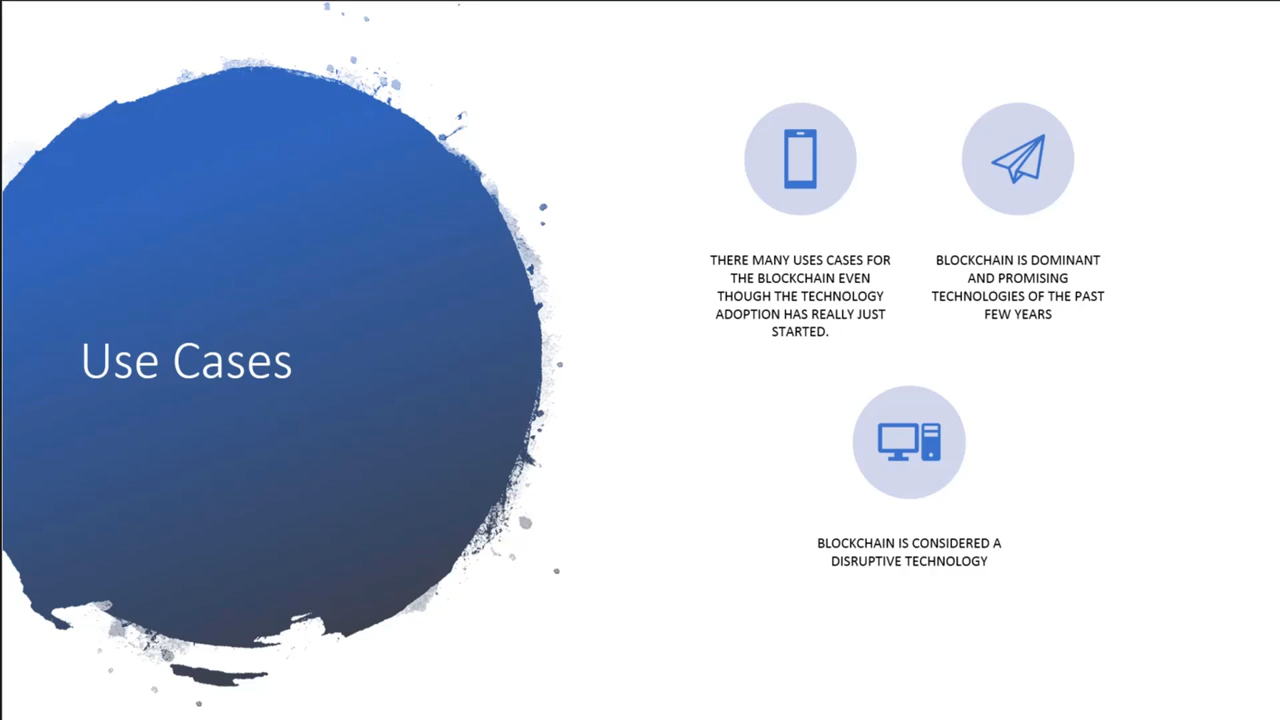 Use Cases
THERE MANY USES CASES FOR
THE BLOCKCHAIN EVEN
THOUGH THE TECHNOLOGY
ADOPTION HAS REALLY JUST
STARTED.
BLOCKCHAIN IS DOMINANT
AND PROMISING
TECHNOLOGIES OF THE PAST
FEW YEARS
BLOCKCHAIN IS CONSIDERED A
DISRUPTIVE TECHNOLOGY